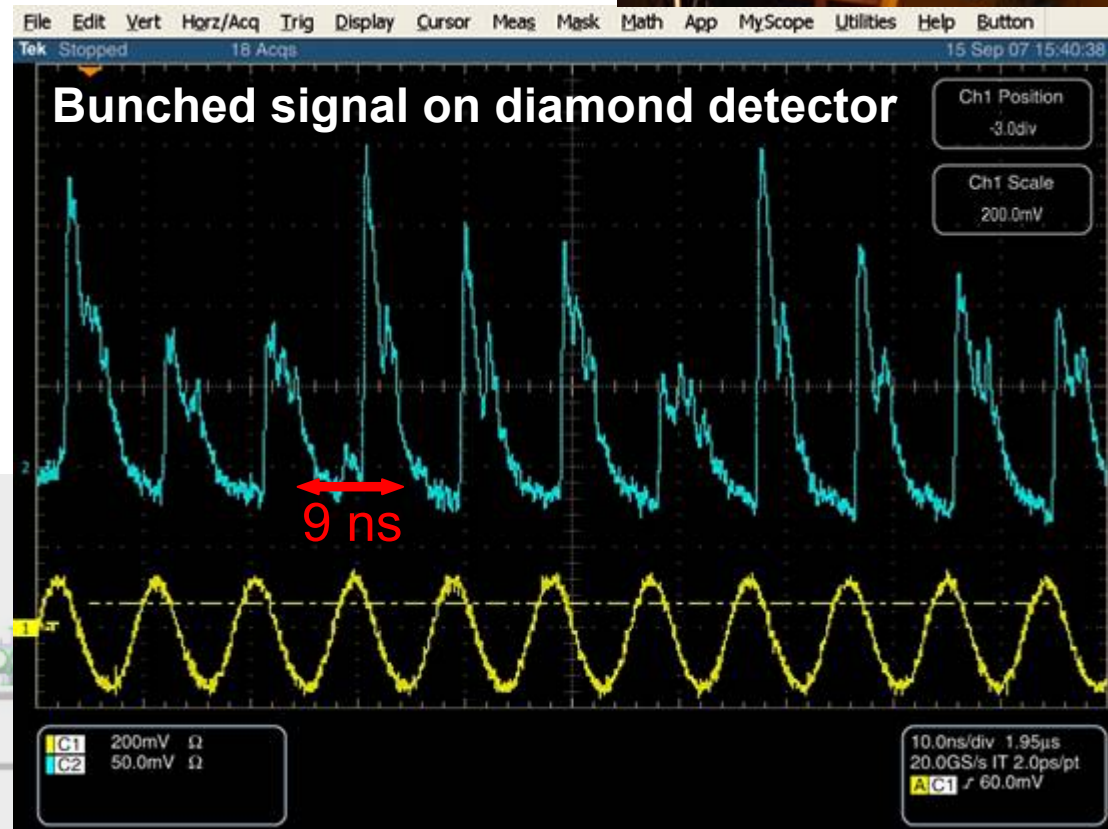 File Edit Vert Horz/Acq Trig Display Cursor Meas Mask Math App MyScope Utilities Help Button
Tek Stopped 18 Acqs 15 Sep 07 15:40:38
Bunched signal on diamond detector
Ch1 Position
-3.0div
Ch1 Scale
200.0mV
2
9 ns
1
C1 200mV Ω
C2 50.0mV Ω
10.0ns/div 1.95µs
20.0GS/s IT 2.0ps/pt
A C1 ƒ 60.0mV